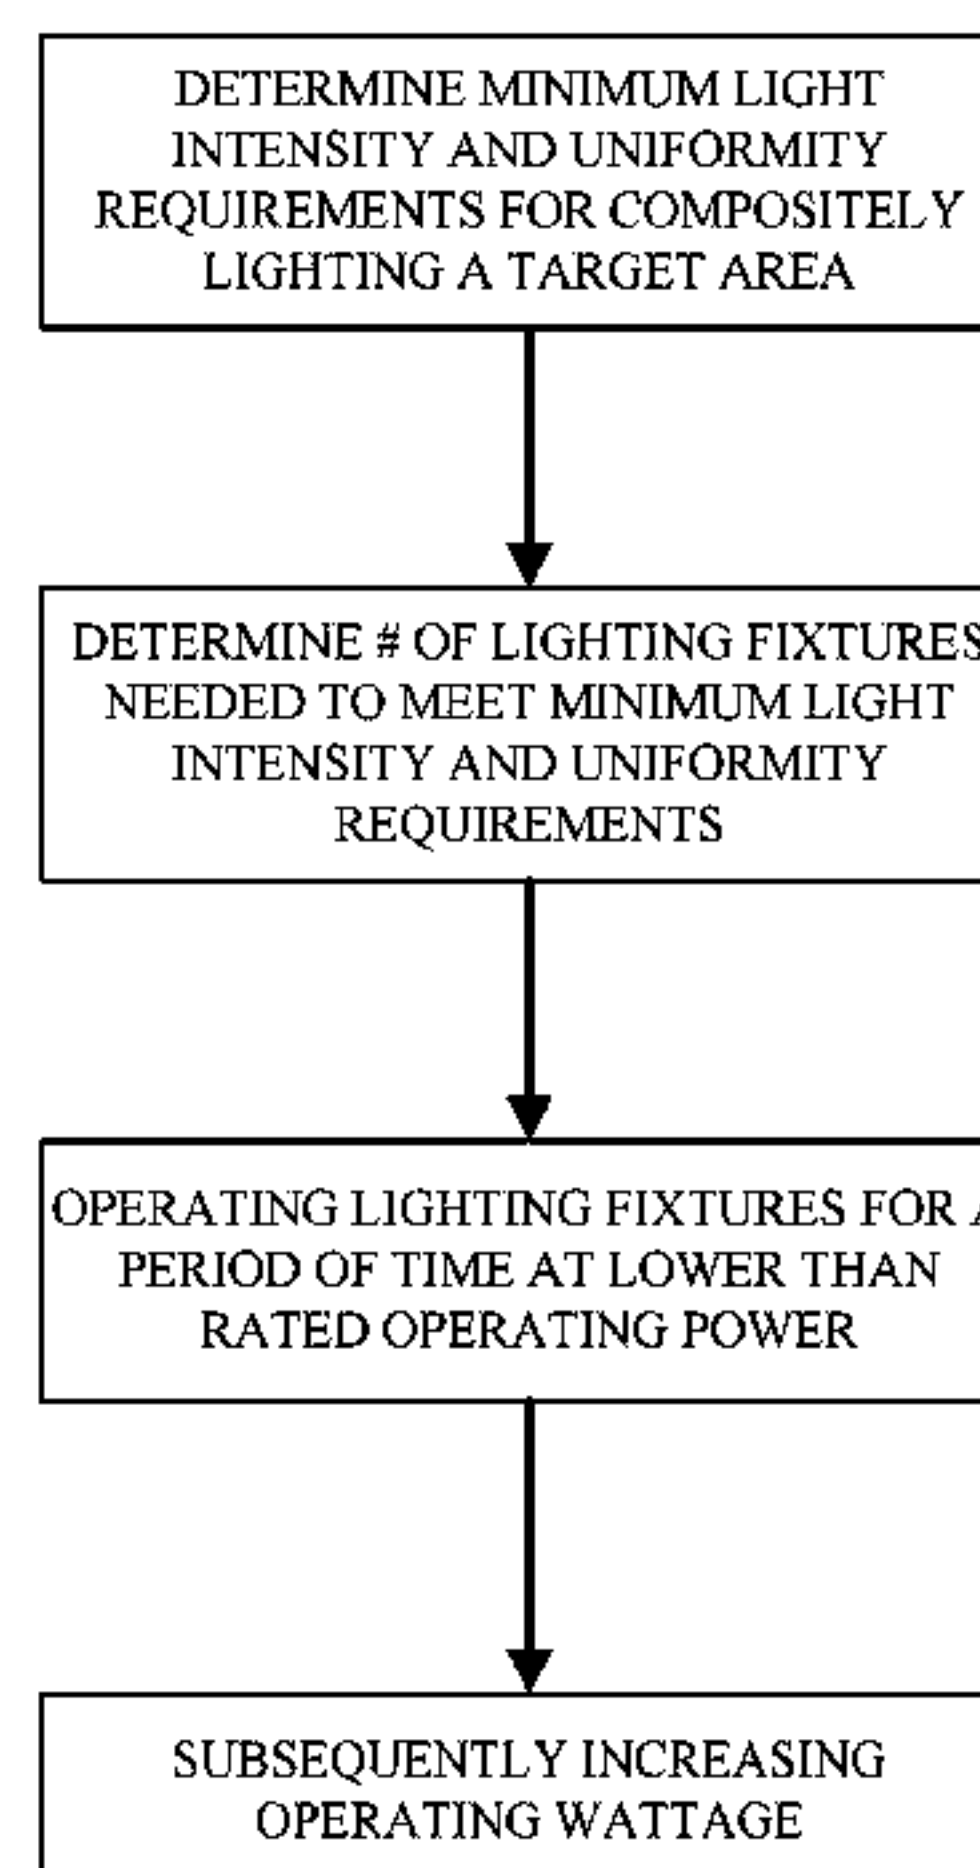 DETERMINE MINIMUM LIGHT
INTENSITY AND UNIFORMITY
REQUIREMENTS FOR COMPOSITELY
LIGHTING A TARGET AREA
DETERMINE # OF LIGHTING FIXTURES
NEEDED TO MEET MINIMUM LIGHT
INTENSITY AND UNIFORMITY
REQUIREMENTS
OPERATING LIGHTING FIXTURES FOR A
PERIOD OF TIME AT LOWER THAN
RATED OPERATING POWER
SUBSEQUENTLY INCREASING
OPERATING WATTAGE